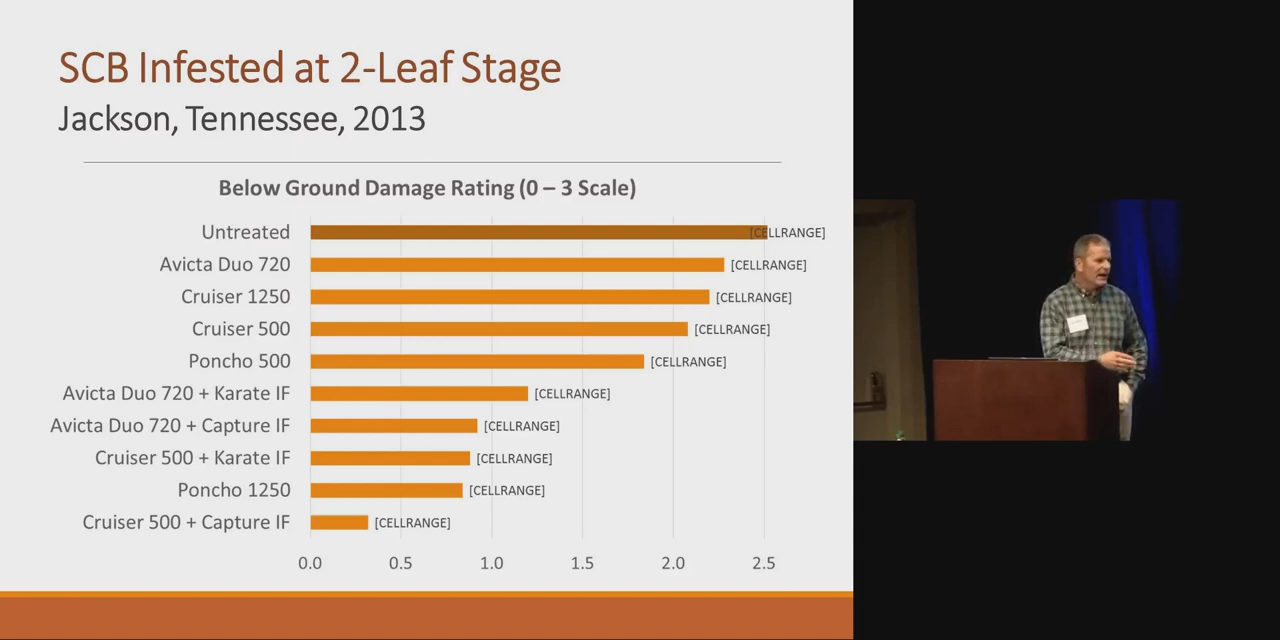 SCB Infested at 2-Leaf Stage
Jackson, Tennessee, 2013
Below Ground Damage Rating (0 – 3 Scale)
Untreated [CELLRANGE]
Avicta Duo 720 [CELLRANGE]
Cruiser 1250 [CELLRANGE]
Cruiser 500 [CELLRANGE]
Poncho 500 [CELLRANGE]
Avicta Duo 720 + Karate IF [CELLRANGE]
Avicta Duo 720 + Capture IF [CELLRANGE]
Cruiser 500 + Karate IF [CELLRANGE]
Poncho 1250 [CELLRANGE]
Cruiser 500 + Capture IF [CELLRANGE]
0.0 0.5 1.0 1.5 2.0 2.5